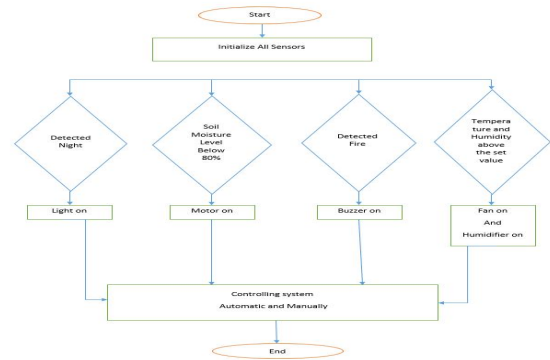 Start
Initialize All Sensors
Detected
Night
Soil
Moisture
Level
Below
80%
Detected
Fire
Tempera
ture and
Humidity
above
the set
value
Light on
Motor on
Buzzer on
Fan on
And
Humidifier on
Controlling system
Automatic and Manually
End